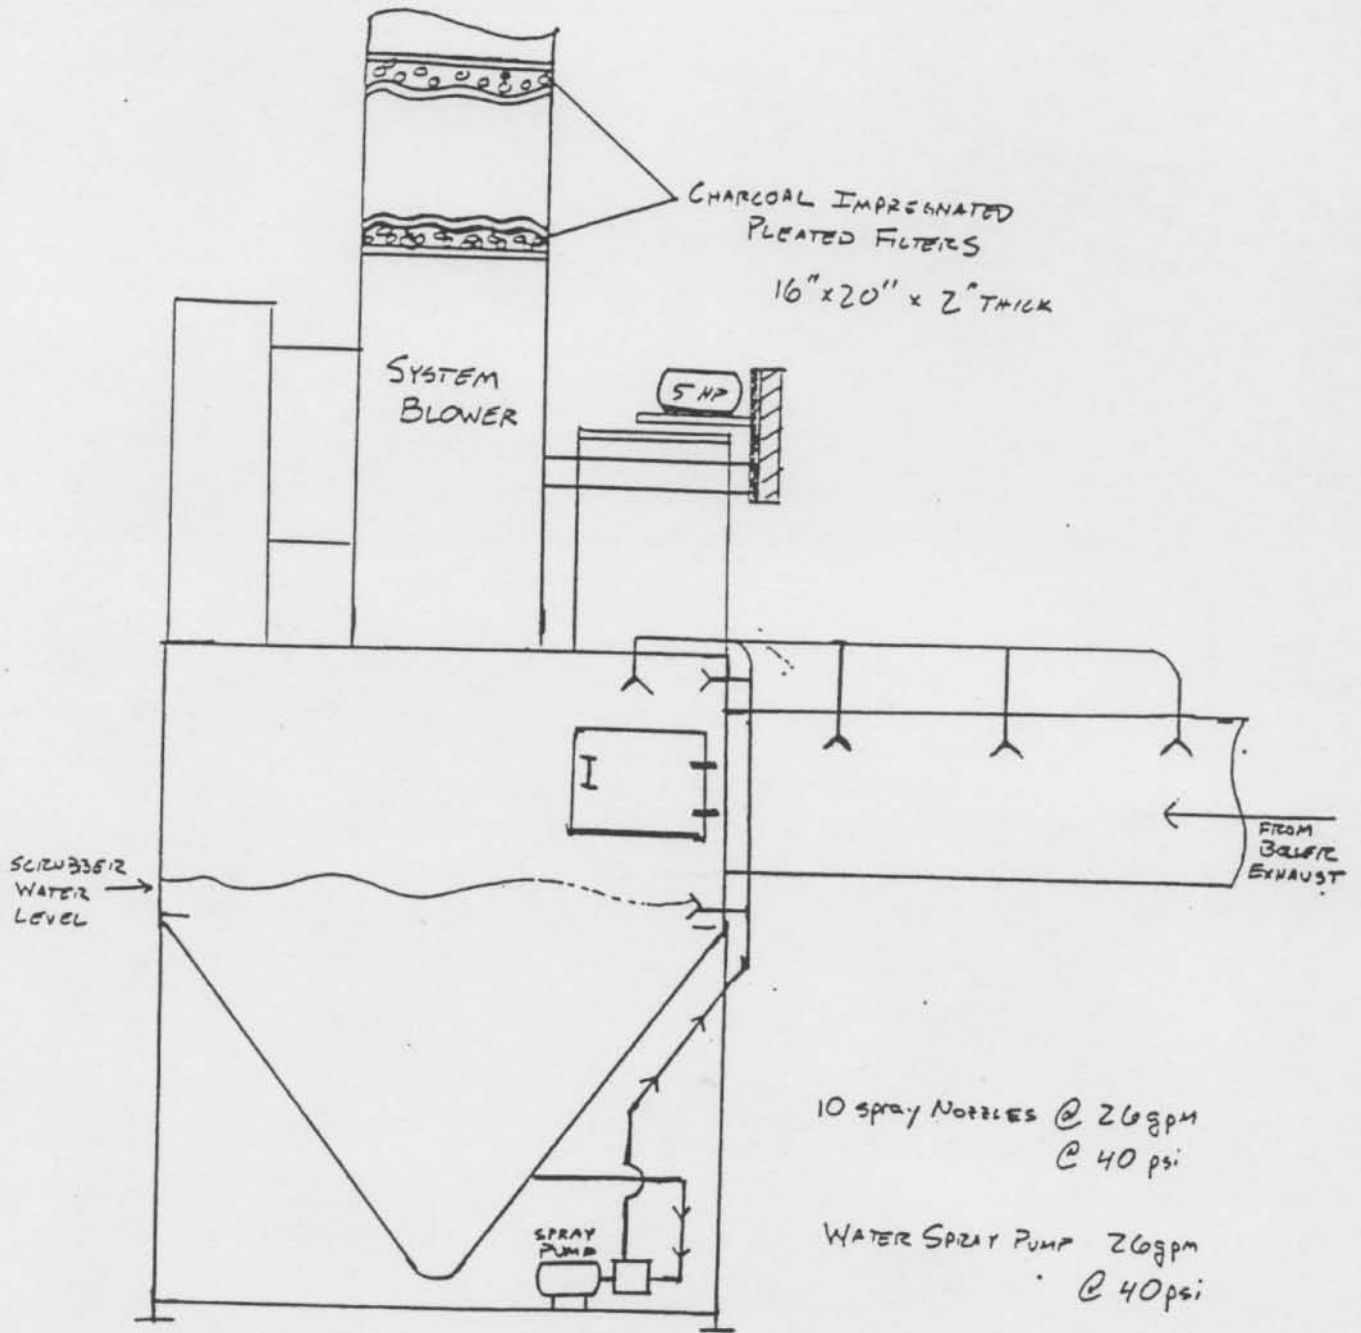 CHARCOAL IMPREGNATED
PLEATED FILTERS
16" x 20" x 2" THICK
SYSTEM
BLOWER
5 HP
FROM
BOILER
EXHAUST
SCRUBBER
WATER
LEVEL
10 spray NOZZLES @ 26gpm
@ 40 psi
SPRAY
PUMP
WATER SPRAY PUMP 26gpm
@ 40psi